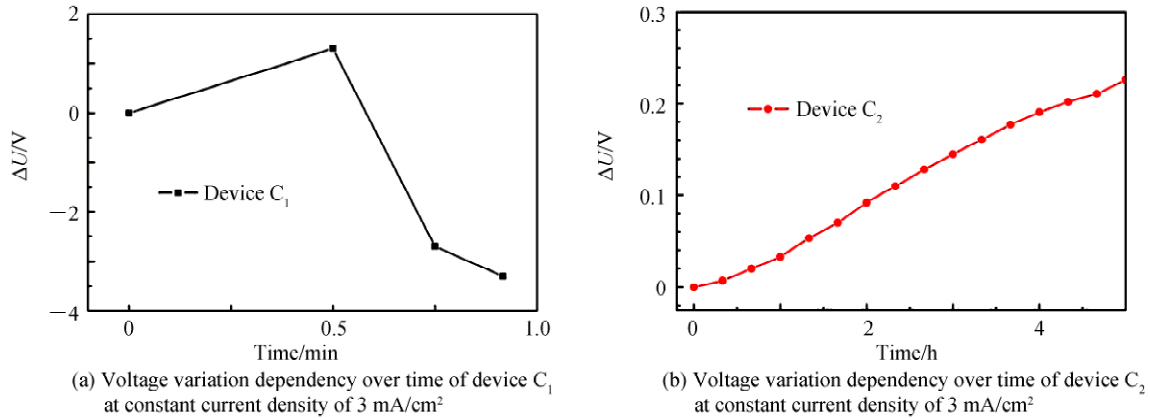 2
0
−2
−4
ΔU/V
Device C₁
0
0.5
1.0
Time/min
(a) Voltage variation dependency over time of device C₁
at constant current density of 3 mA/cm²
0.3
0.2
0.1
0
ΔU/V
Device C₂
0
2
4
Time/h
(b) Voltage variation dependency over time of device C₂
at constant current density of 3 mA/cm²